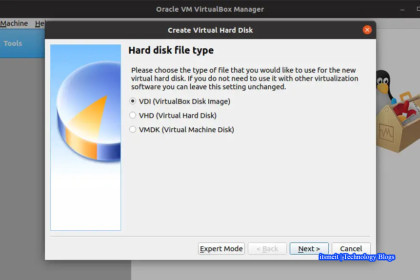 Oracle VM VirtualBox Manager
Machine
Create Virtual Hard Disk
Tools
Hard disk file type
Please choose the type of file that you would like to use for the new
virtual hard disk. If you do not need to use it with other virtualization
software you can leave this setting unchanged.
VDI (VirtualBox Disk Image)
VHD (Virtual Hard Disk)
VMDK (Virtual Machine Disk)
Expert Mode
< Back
Next >
Cancel
Technology Blogs